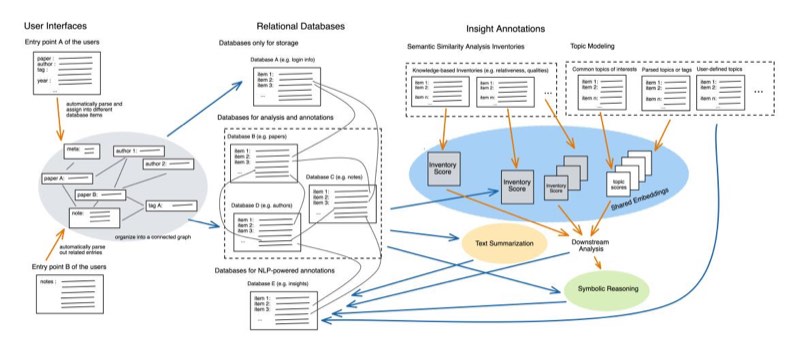 User Interfaces
Entry point A of the users
paper:
author:
tag:
year:
...
automatically parse and
assign into different
database items
meta:
author 1:
author 2:
paper A:
paper B:
tag A:
note:
organize into a connected graph
automatically parse
out related entries
Entry point B of the users
notes:
Relational Databases
Databases only for storage
Database A (e.g. login info)
item 1:
item 2:
item 3:
...
Databases for analysis and annotations
Database B (e.g. papers)
item 1:
item 2:
item 3:
...
Database C (e.g. notes)
item 1:
item 2:
item 3:
...
Database D (e.g. authors)
item 1:
item 2:
item 3:
...
Databases for NLP-powered annotations
Database E (e.g. insights)
item 1:
item 2:
item 3:
...
Insight Annotations
Semantic Similarity Analysis Inventories
Knowledge-based inventories (e.g. relativeness, qualities)
item 1:
item 2:
item n:
item 1:
item 2:
item n:
...
Topic Modeling
Common topics of interests
Parsed topics or tags
User-defined topics
item 1:
item 2:
item n:
item 1:
item 2:
item n:
item 1:
item 2:
item n:
...
Inventory
Score
Inventory
Score
Inventory
Score
topic
scores
Shared Embeddings
Text Summarization
Downstream
Analysis
Symbolic Reasoning